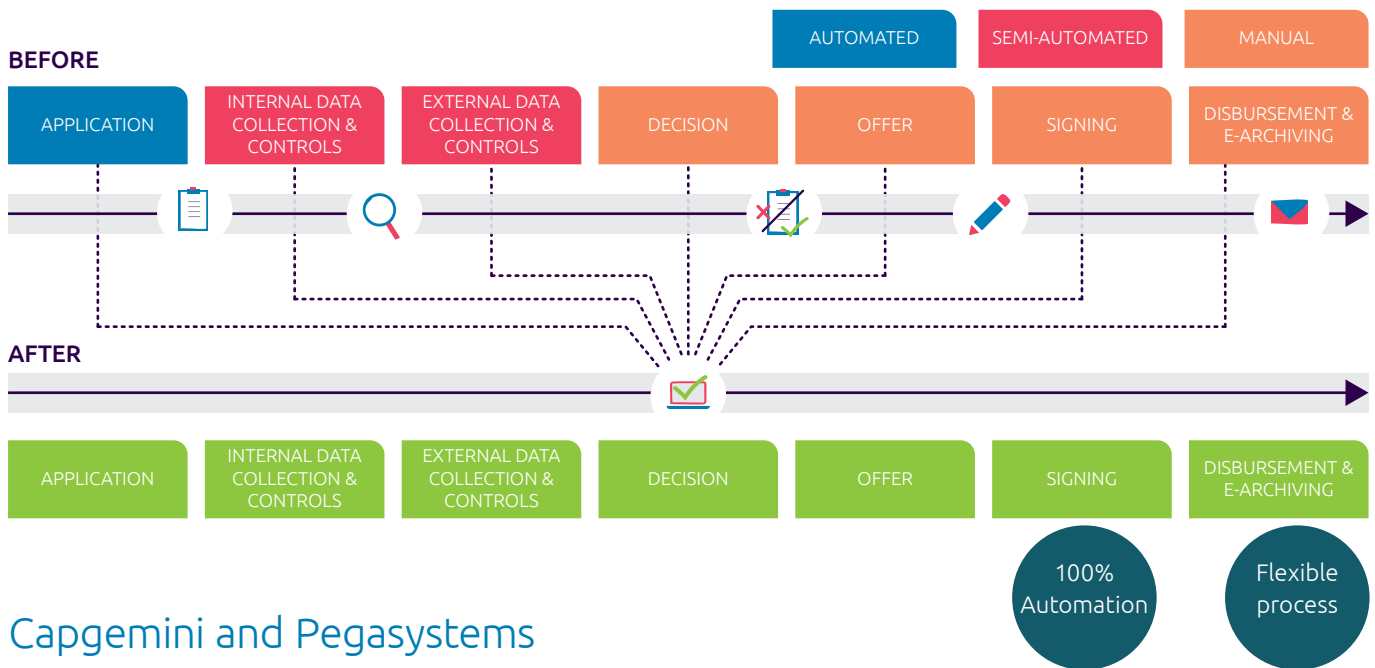 AUTOMATED
SEMI-AUTOMATED
MANUAL
BEFORE
APPLICATION
INTERNAL DATA
COLLECTION &
CONTROLS
EXTERNAL DATA
COLLECTION &
CONTROLS
DECISION
OFFER
SIGNING
DISBURSEMENT &
E-ARCHIVING
AFTER
APPLICATION
INTERNAL DATA
COLLECTION &
CONTROLS
EXTERNAL DATA
COLLECTION &
CONTROLS
DECISION
OFFER
SIGNING
DISBURSEMENT &
E-ARCHIVING
100%
Automation
Flexible
process
Capgemini and Pegasystems